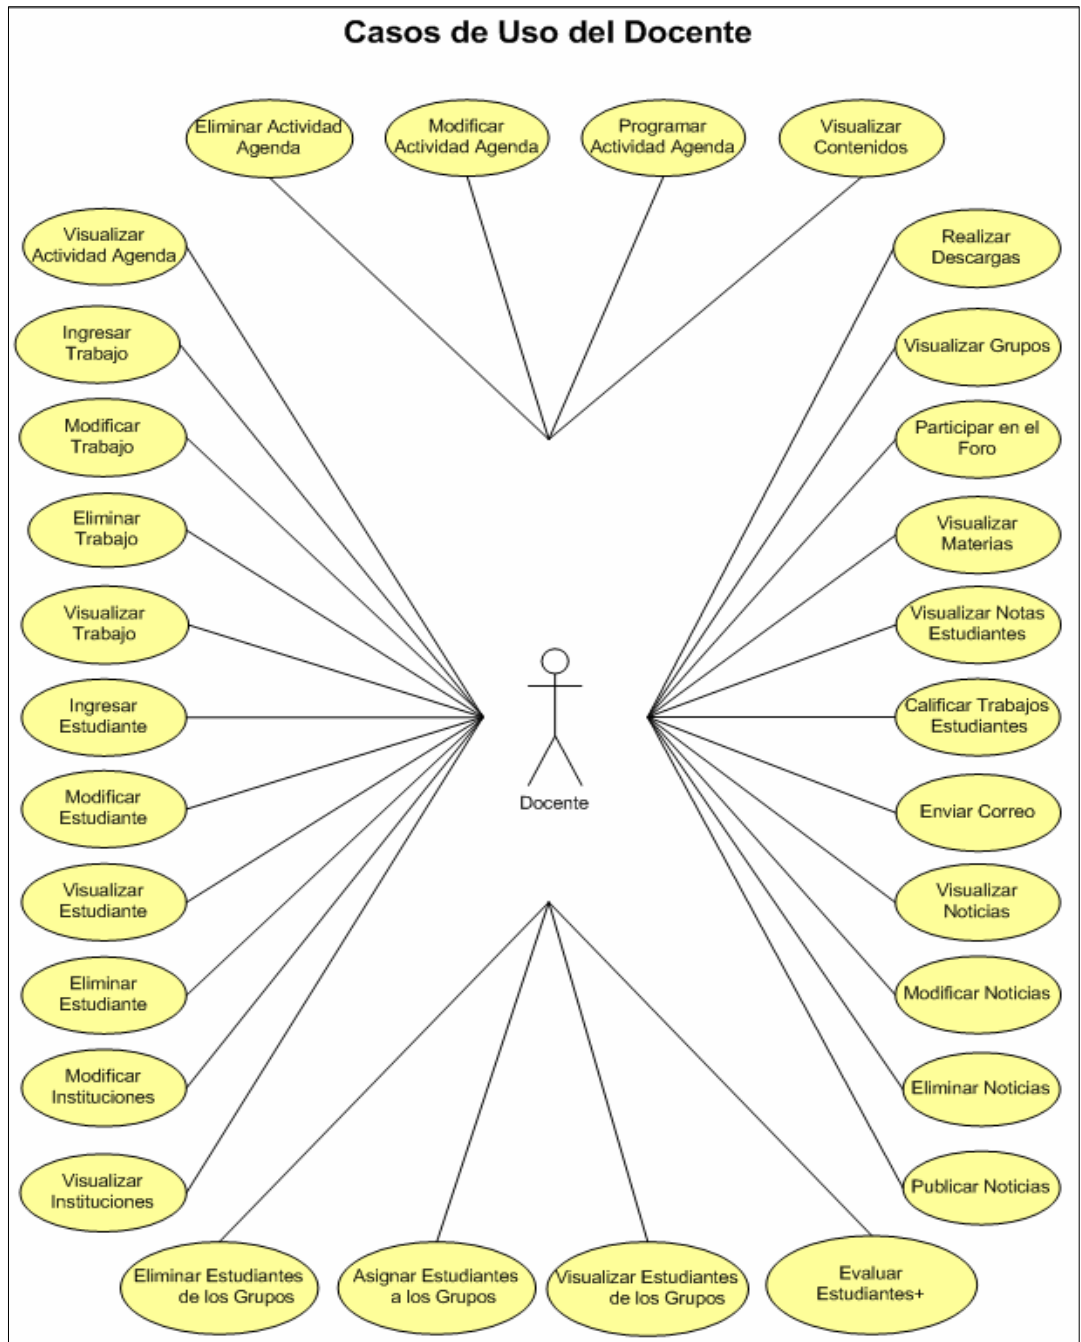 Casos de Uso del Docente
Eliminar Actividad
Agenda
Modificar
Actividad Agenda
Programar
Actividad Agenda
Visualizar
Contenidos
Visualizar
Actividad Agenda
Ingresar
Trabajo
Modificar
Trabajo
Eliminar
Trabajo
Visualizar
Trabajo
Ingresar
Estudiante
Modificar
Estudiante
Visualizar
Estudiante
Eliminar
Estudiante
Modificar
Instituciones
Visualizar
Instituciones
Docente
Realizar
Descargas
Visualizar Grupos
Participar en el
Foro
Visualizar
Materias
Visualizar Notas
Estudiantes
Calificar Trabajos
Estudiantes
Enviar Correo
Visualizar
Noticias
Modificar Noticias
Eliminar Noticias
Publicar Noticias
Eliminar Estudiantes
de los Grupos
Asignar Estudiantes
a los Grupos
Visualizar Estudiantes
de los Grupos
Evaluar
Estudiantes+